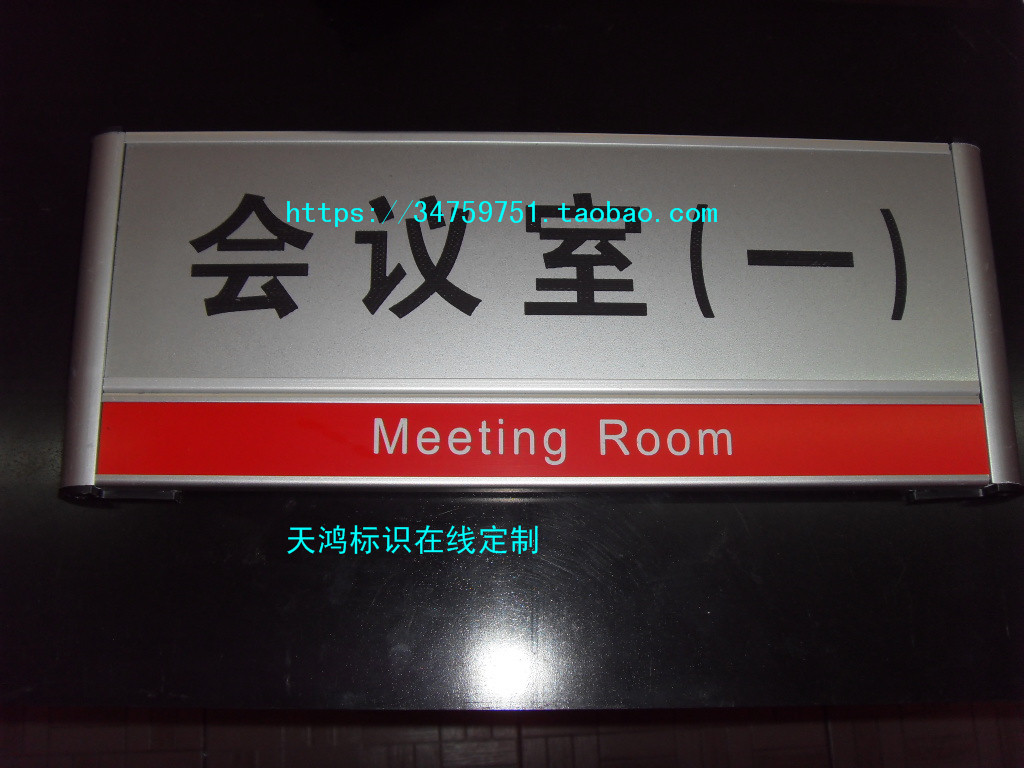 https://34759751.taobao.com
会议室(一)
Meeting Room
天鸿标识在线定制